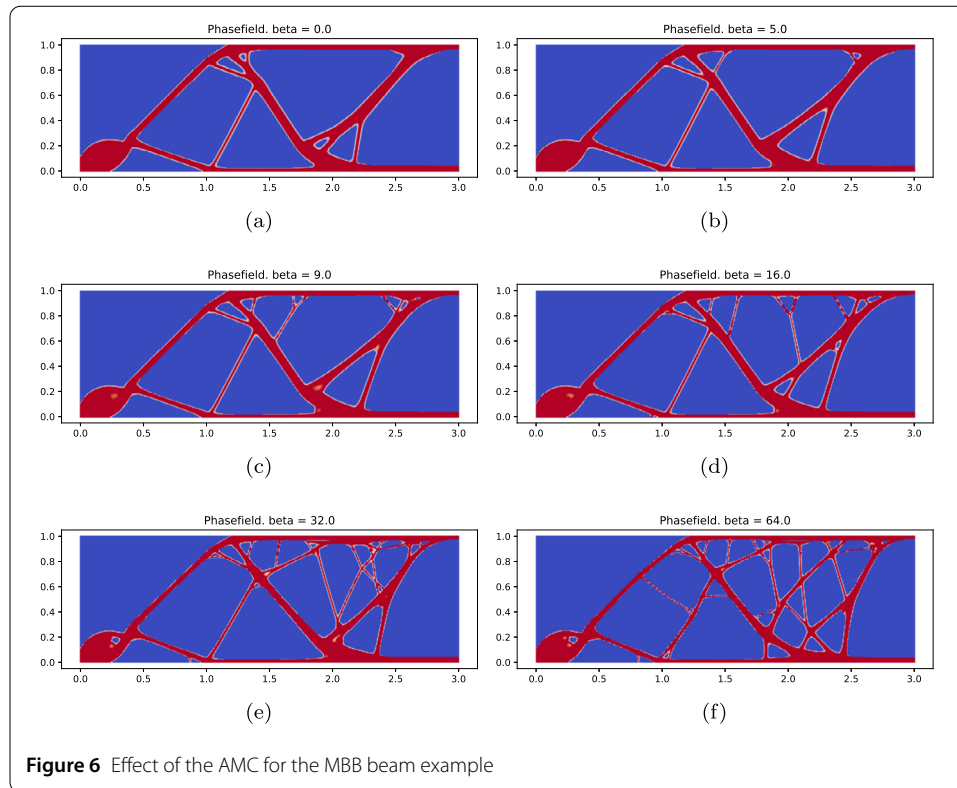 Phasefield. beta = 0.0
1.0
0.8
0.6
0.4
0.2
0.0
0.0 0.5 1.0 1.5 2.0 2.5 3.0
(a)
Phasefield. beta = 5.0
1.0
0.8
0.6
0.4
0.2
0.0
0.0 0.5 1.0 1.5 2.0 2.5 3.0
(b)
Phasefield. beta = 9.0
1.0
0.8
0.6
0.4
0.2
0.0
0.0 0.5 1.0 1.5 2.0 2.5 3.0
(c)
Phasefield. beta = 16.0
1.0
0.8
0.6
0.4
0.2
0.0
0.0 0.5 1.0 1.5 2.0 2.5 3.0
(d)
Phasefield. beta = 32.0
1.0
0.8
0.6
0.4
0.2
0.0
0.0 0.5 1.0 1.5 2.0 2.5 3.0
(e)
Phasefield. beta = 64.0
1.0
0.8
0.6
0.4
0.2
0.0
0.0 0.5 1.0 1.5 2.0 2.5 3.0
(f)
Figure 6 Effect of the AMC for the MBB beam example